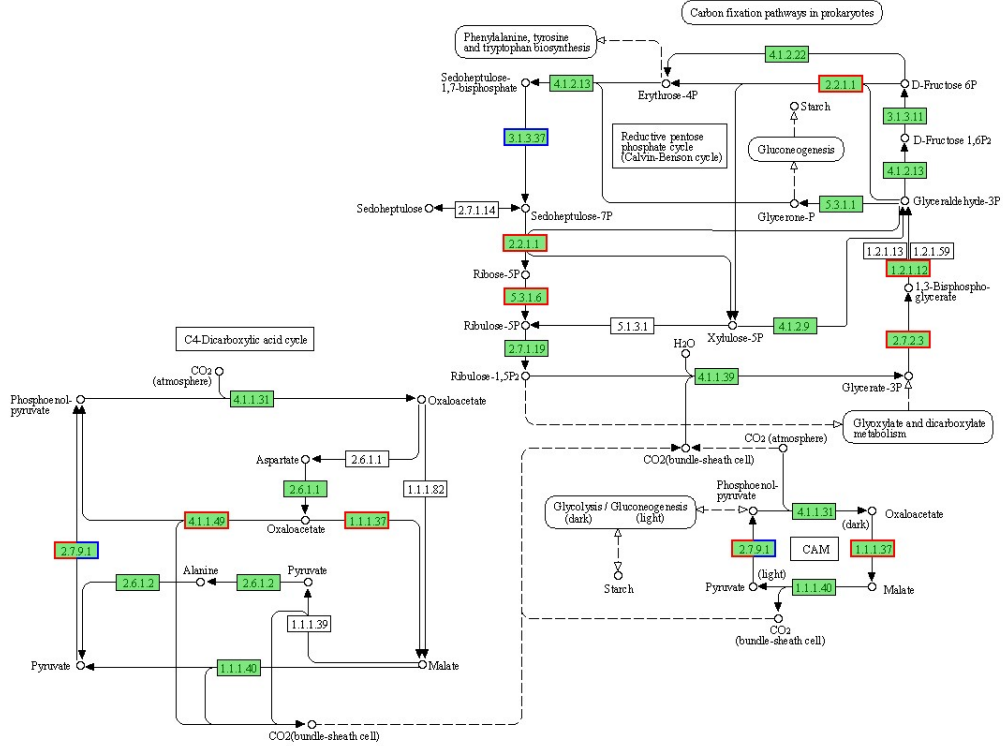 Carbon fixation pathways in prokaryotes
Phenylalanine, tyrosine
and tryptophan biosynthesis
4.1.2.22
Sedoheptulose-
1,7-bisphosphate
4.1.2.13
Erythrose-4P
2.2.1.1
D-Fructose 6P
Starch
3.1.3.11
3.1.3.37
Reductive pentose
phosphate cycle
(Calvin-Benson cycle)
Gluconeogenesis
D-Fructose 1,6P2
4.1.2.13
Sedoheptulose
2.7.1.14
Sedoheptulose-7P
Glycerone-P
5.3.1.1
Glyceraldehyde-3P
2.2.1.1
1.2.1.13
1.2.1.59
1.2.1.12
Ribose-5P
5.3.1.6
1,3-Bisphospho-
glycerate
Ribulose-5P
5.1.3.1
Xylulose-5P
4.1.2.9
2.7.2.3
2.7.1.19
H2O
Ribulose-1,5P2
4.1.1.39
Glycerate-3P
C4-Dicarboxylic acid cycle
CO2
(atmosphere)
Phosphoenol-
pyruvate
4.1.1.31
Oxaloacetate
Glyoxylate and dicarboxylate
metabolism
CO2 (atmosphere)
CO2(bundle-sheath cell)
Aspartate
2.6.1.1
2.6.1.1
1.1.1.82
4.1.1.49
Oxaloacetate
1.1.1.37
Phosphoenol-
pyruvate
Glycolysis / Gluconeogenesis
(dark)
(light)
4.1.1.31
Oxaloacetate
(dark)
2.7.9.1
2.7.9.1
CAM
1.1.1.37
Alanine
Pyruvate
2.6.1.2
2.6.1.2
Starch
(light)
Pyruvate
1.1.1.40
Malate
1.1.1.39
CO2
(bundle-sheath cell)
Pyruvate
1.1.1.40
Malate
CO2(bundle-sheath cell)